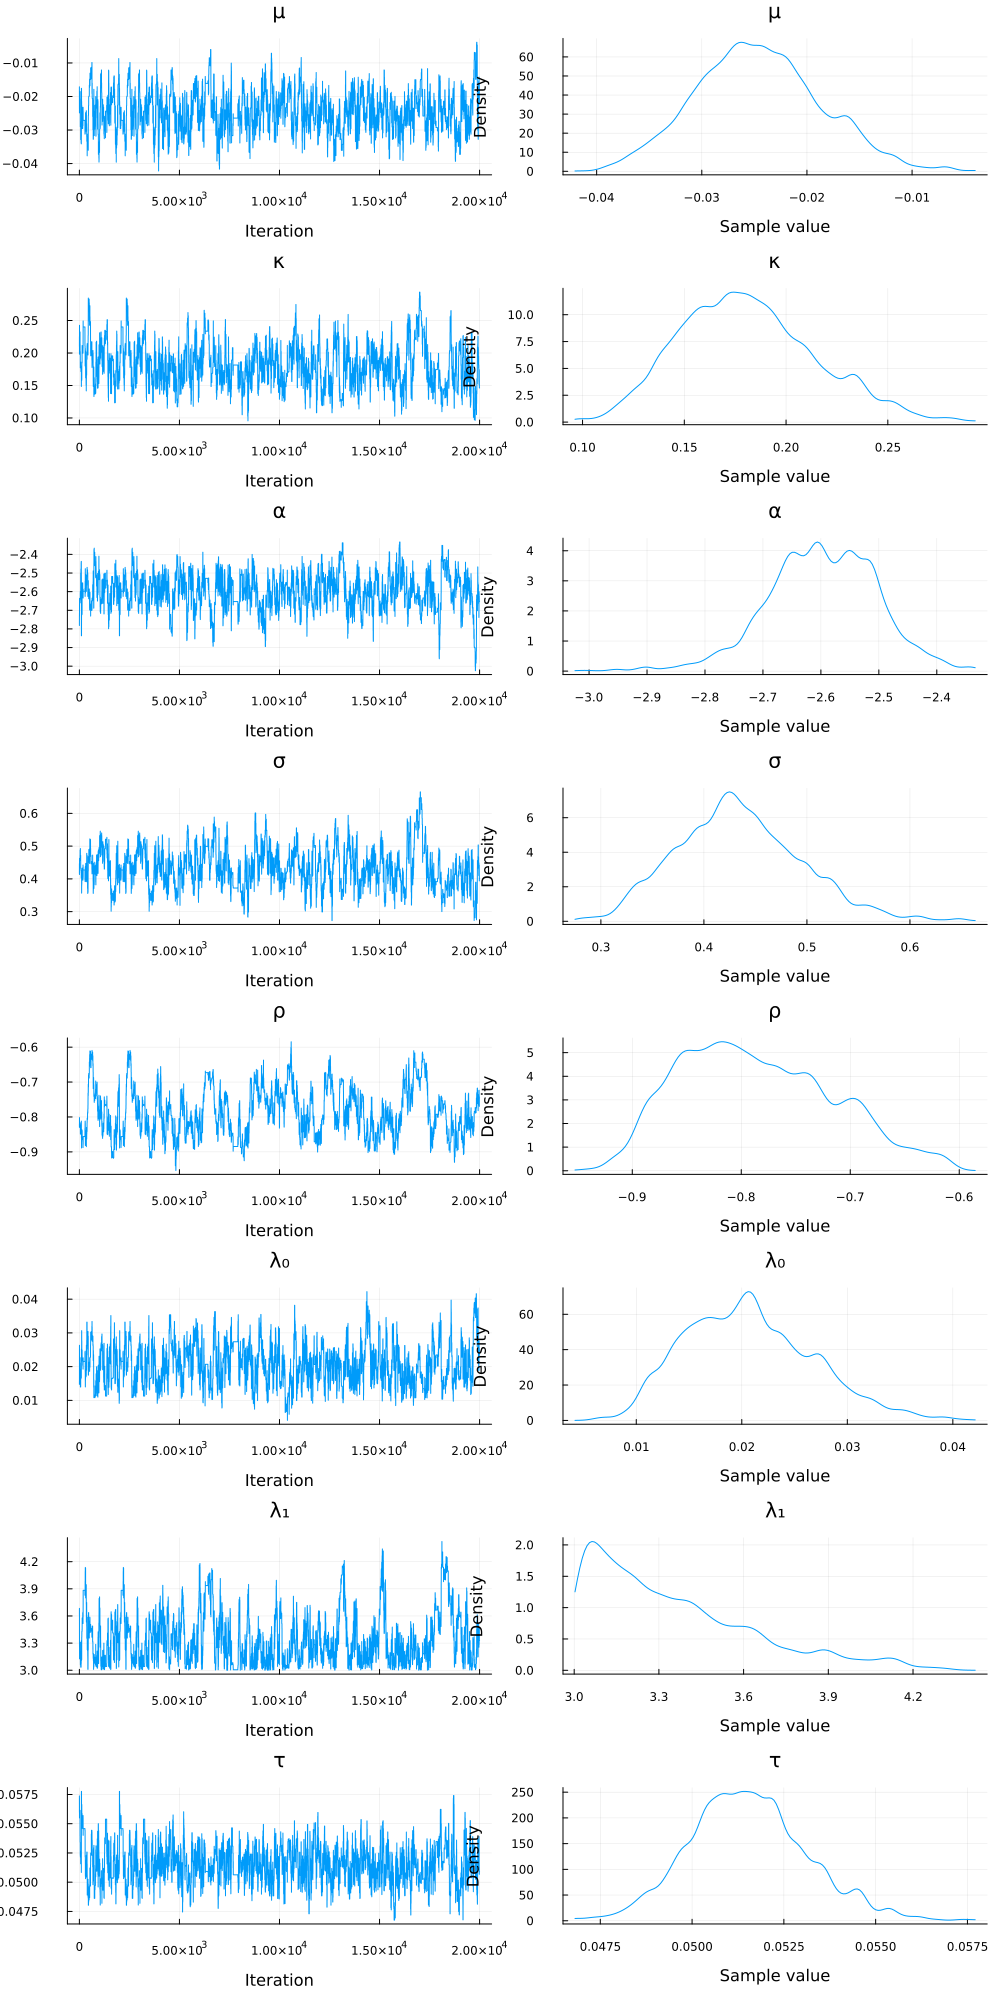 μ μ
−0.01
−0.02
−0.03
−0.04
Density
60
50
40
30
20
10
0
0 5.00×10³ 1.00×10⁴ 1.50×10⁴ 2.00×10⁴ −0.04 −0.03 −0.02 −0.01
Iteration Sample value
κ κ
0.25
0.20
0.15
0.10
Density
10.0
7.5
5.0
2.5
0.0
0 5.00×10³ 1.00×10⁴ 1.50×10⁴ 2.00×10⁴ 0.10 0.15 0.20 0.25
Iteration Sample value
α α
−2.4
−2.5
−2.6
−2.7
−2.8
−2.9
−3.0
Density
4
3
2
1
0
0 5.00×10³ 1.00×10⁴ 1.50×10⁴ 2.00×10⁴ −3.0 −2.9 −2.8 −2.7 −2.6 −2.5 −2.4
Iteration Sample value
σ σ
0.6
0.5
0.4
0.3
Density
6
4
2
0
0 5.00×10³ 1.00×10⁴ 1.50×10⁴ 2.00×10⁴ 0.3 0.4 0.5 0.6
Iteration Sample value
ρ ρ
−0.6
−0.7
−0.8
−0.9
Density
5
4
3
2
1
0
0 5.00×10³ 1.00×10⁴ 1.50×10⁴ 2.00×10⁴ −0.9 −0.8 −0.7 −0.6
Iteration Sample value
λ₀ λ₀
0.04
0.03
0.02
0.01
Density
60
40
20
0
0 5.00×10³ 1.00×10⁴ 1.50×10⁴ 2.00×10⁴ 0.01 0.02 0.03 0.04
Iteration Sample value
λ₁ λ₁
4.2
3.9
3.6
3.3
3.0
Density
2.0
1.5
1.0
0.5
0.0
0 5.00×10³ 1.00×10⁴ 1.50×10⁴ 2.00×10⁴ 3.0 3.3 3.6 3.9 4.2
Iteration Sample value
τ τ
0.0575
0.0550
0.0525
0.0500
0.0475
Density
250
200
150
100
50
0
0 5.00×10³ 1.00×10⁴ 1.50×10⁴ 2.00×10⁴ 0.0475 0.0500 0.0525 0.0550 0.0575
Iteration Sample value